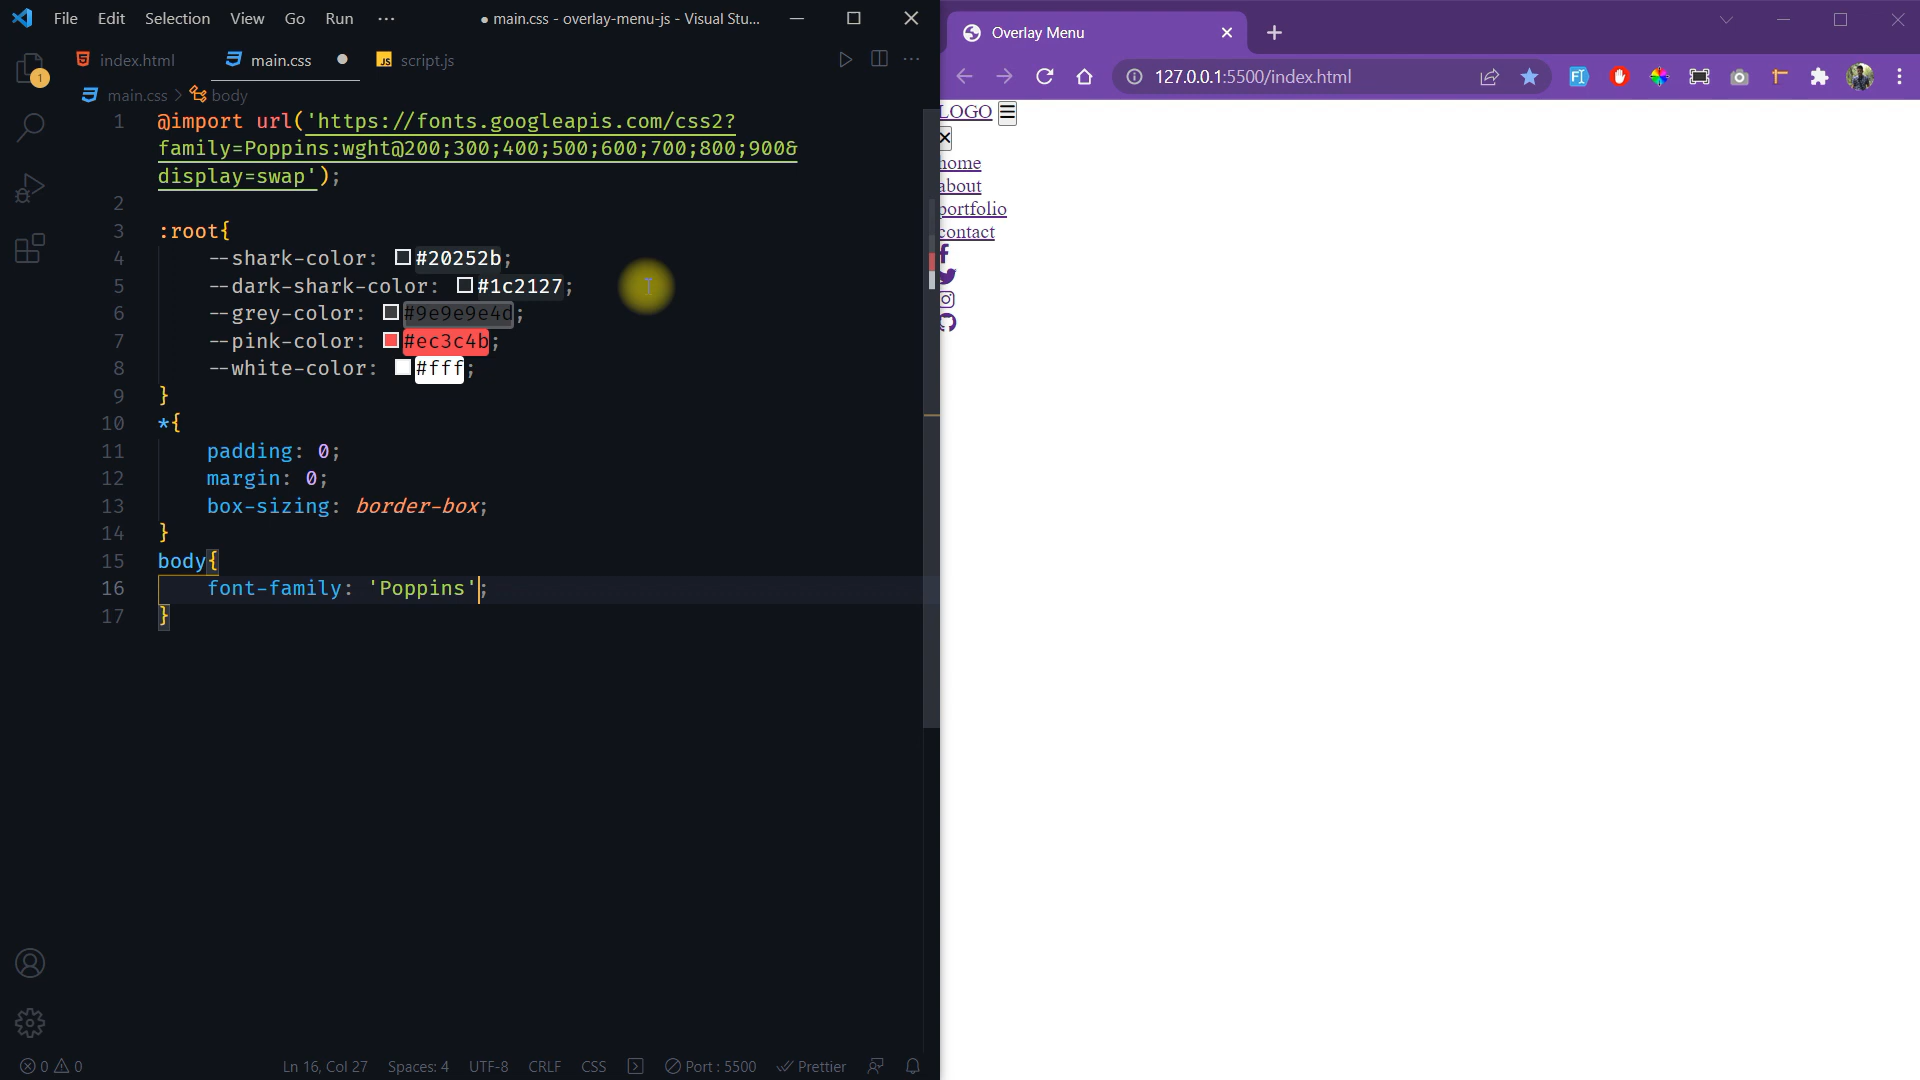 File Edit Selection View Go Run ··· ● main.css - overlay-menu-js - Visual Stu...
index.html main.css JS script.js
main.css > body
1 @import url('https://fonts.googleapis.com/css2?
family=Poppins:wght@200;300;400;500;600;700;800;900&
display=swap');
2
3 :root{
4 --shark-color: #20252b;
5 --dark-shark-color: #1c2127;
6 --grey-color: #9e9e9e4d;
7 --pink-color: #ec3c4b;
8 --white-color: #fff;
9 }
10 *{
11 padding: 0;
12 margin: 0;
13 box-sizing: border-box;
14 }
15 body{
16 font-family: 'Poppins';
17 }
1
0 0 Ln 16, Col 27 Spaces: 4 UTF-8 CRLF CSS Port : 5500 Prettier
Overlay Menu
127.0.0.1:5500/index.html
LOGO
home
about
portfolio
contact